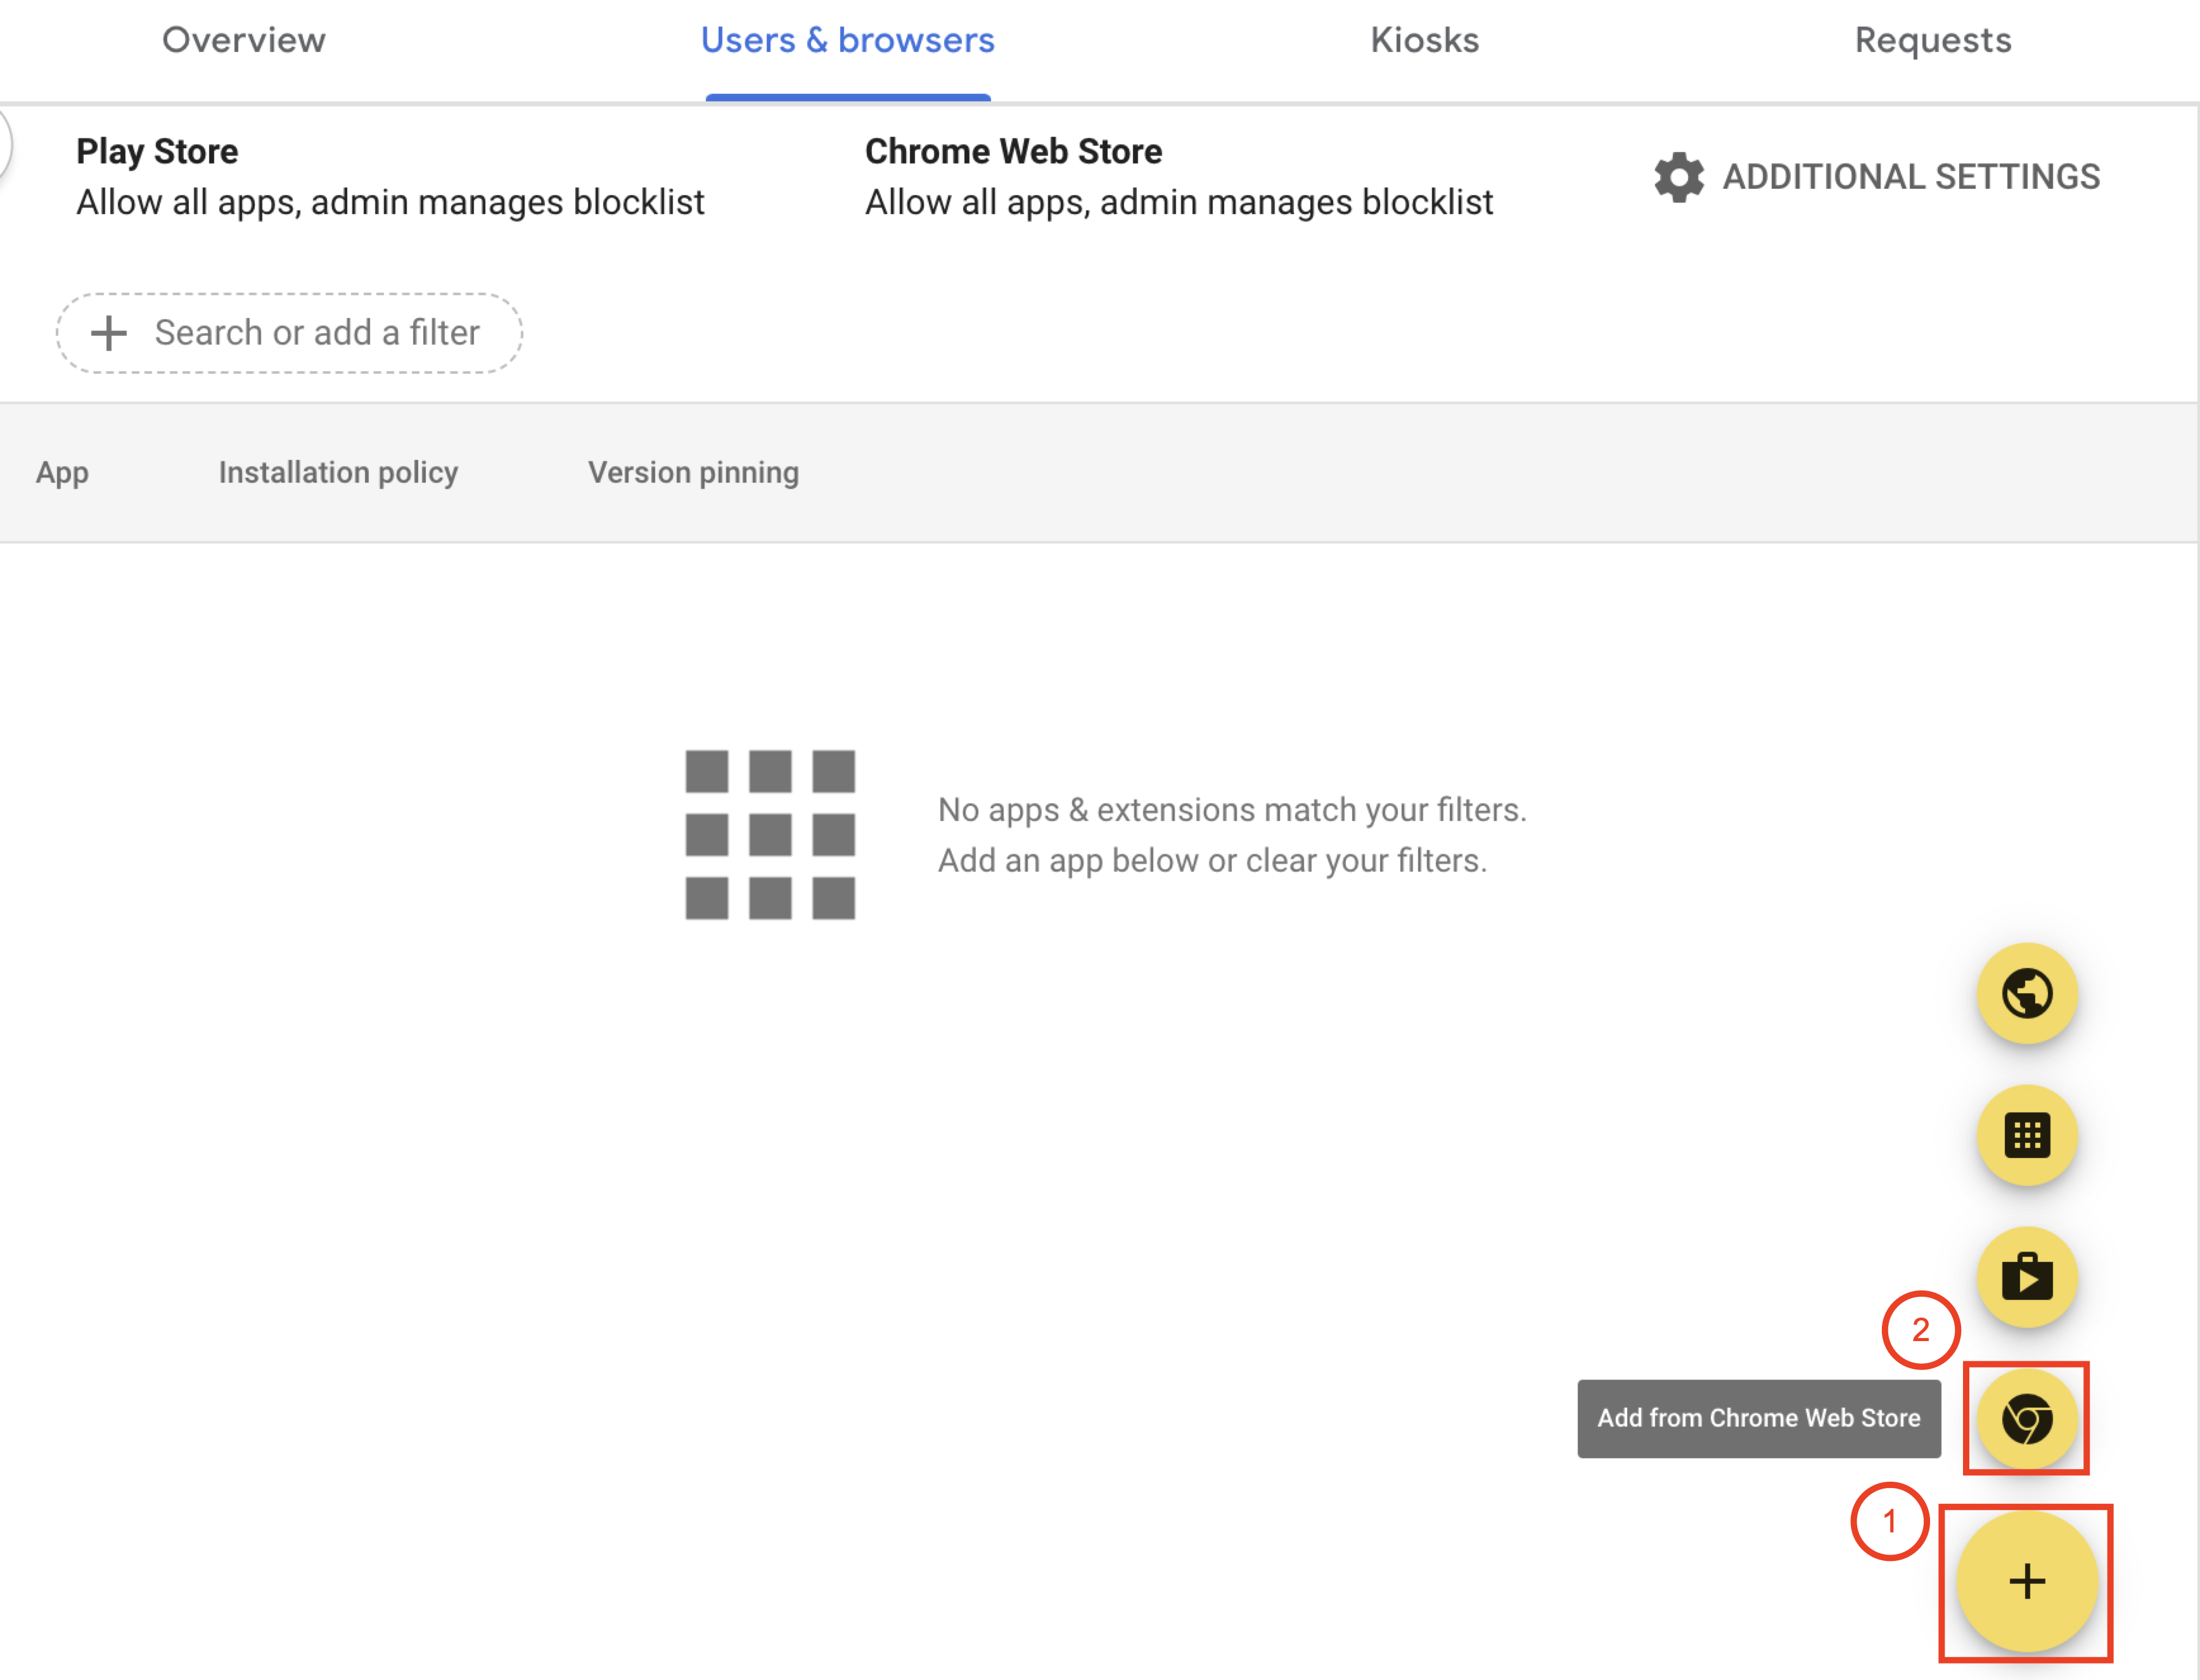 Overview
Users & browsers
Kiosks
Requests
Play Store
Allow all apps, admin manages blocklist
Chrome Web Store
Allow all apps, admin manages blocklist
ADDITIONAL SETTINGS
Search or add a filter
App
Installation policy
Version pinning
No apps & extensions match your filters.
Add an app below or clear your filters.
2
Add from Chrome Web Store
1